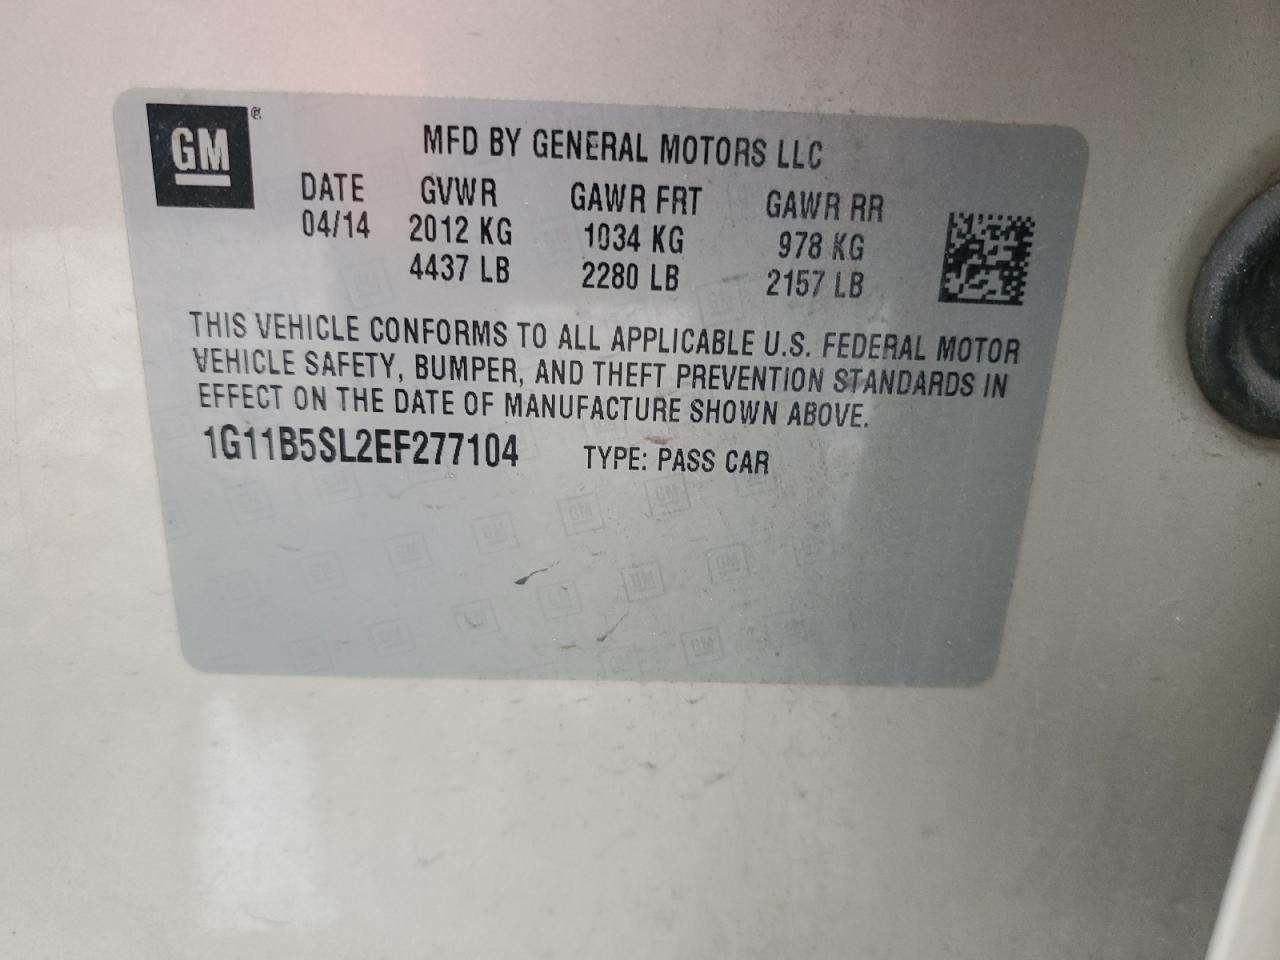 GM ®
MFD BY GENERAL MOTORS LLC
DATE GVWR GAWR FRT GAWR RR
04/14 2012 KG 1034 KG 978 KG
4437 LB 2280 LB 2157 LB
THIS VEHICLE CONFORMS TO ALL APPLICABLE U.S. FEDERAL MOTOR
VEHICLE SAFETY, BUMPER, AND THEFT PREVENTION STANDARDS IN
EFFECT ON THE DATE OF MANUFACTURE SHOWN ABOVE.
1G11B5SL2EF277104 TYPE: PASS CAR